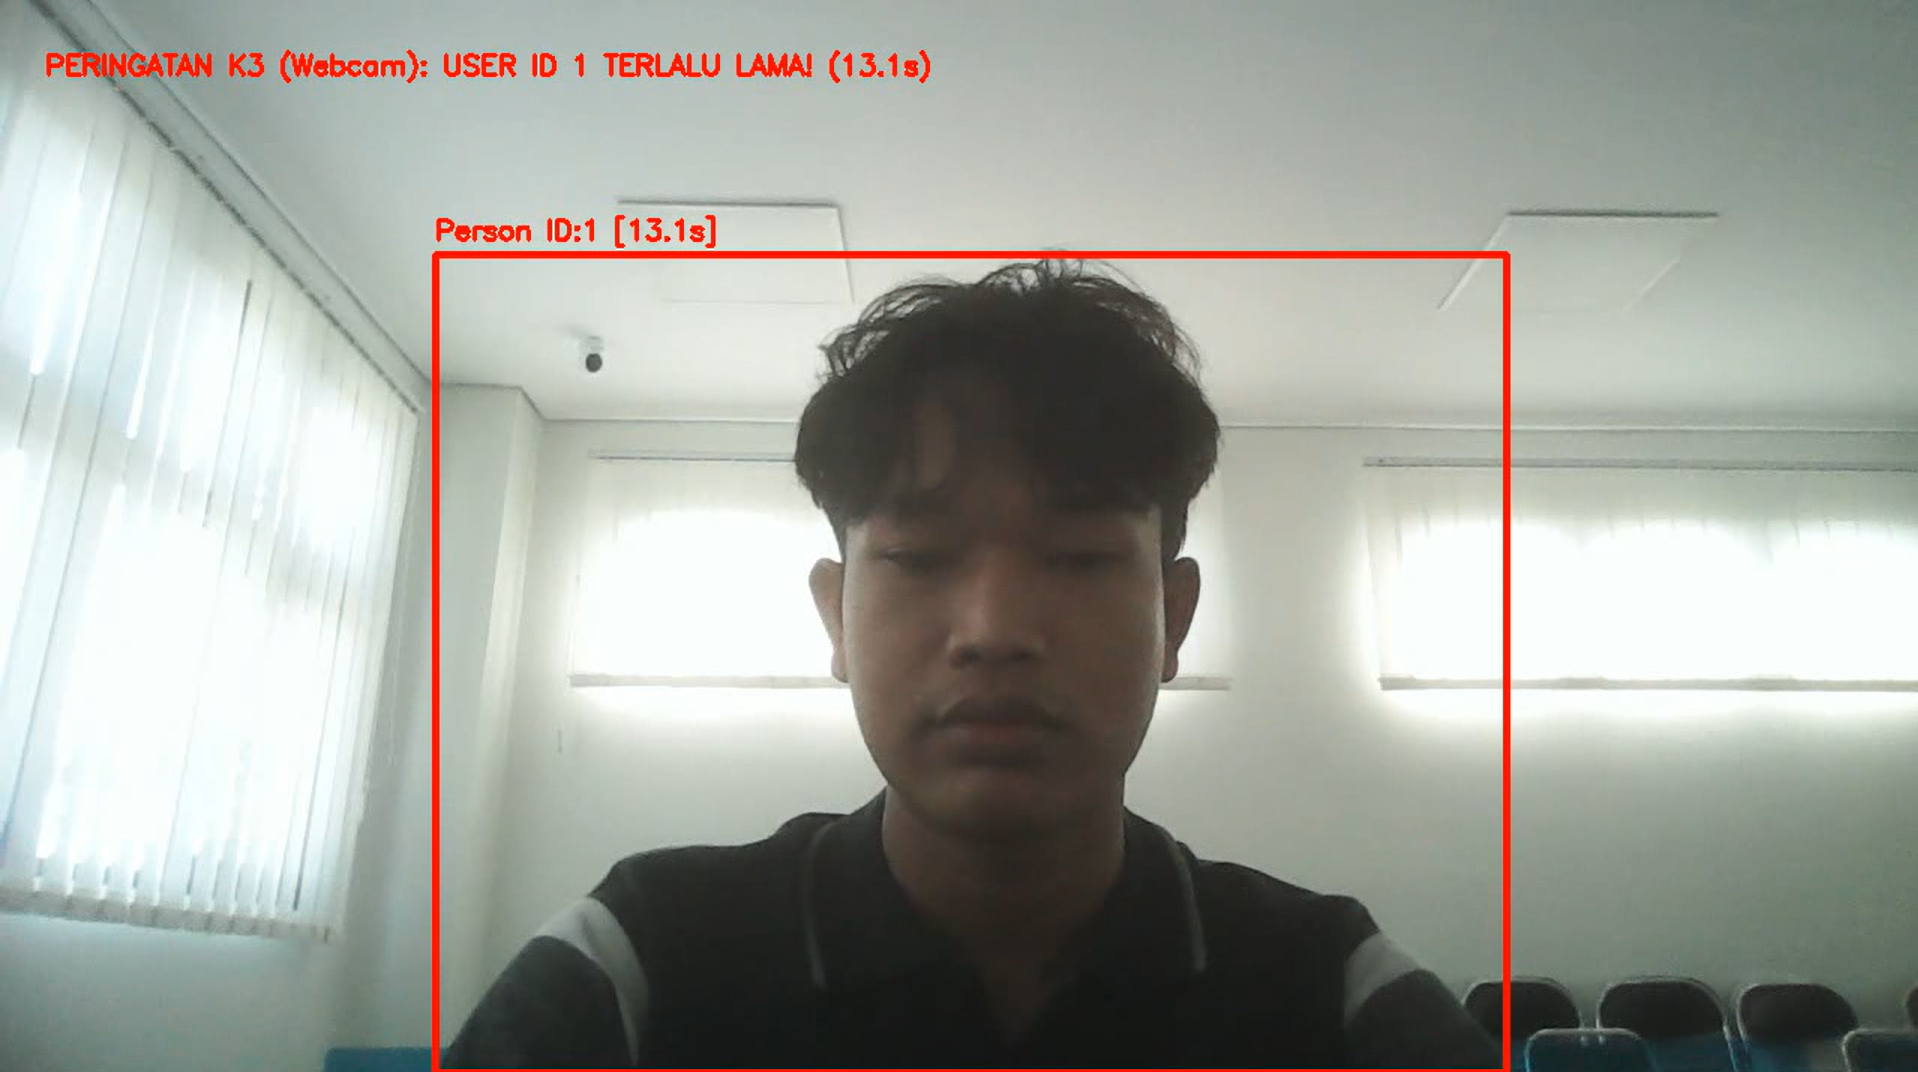 PERINGATAN K3 (Webcam): USER ID 1 TERLALU LAMA! (13.1s)
Person ID:1 [13.1s]